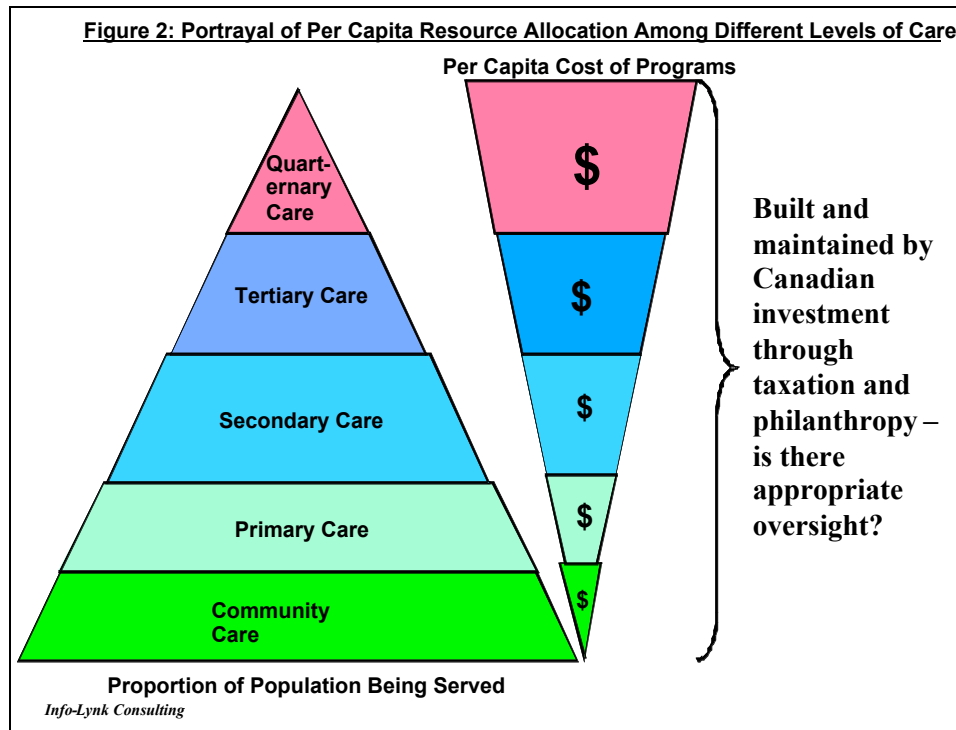 Figure 2: Portrayal of Per Capita Resource Allocation Among Different Levels of Care
Per Capita Cost of Programs
Quart-
ernary
Care
$
Tertiary Care
$
Secondary Care
$
Primary Care
$
Community
Care
$
Built and
maintained by
Canadian
investment
through
taxation and
philanthropy –
is there
appropriate
oversight?
Proportion of Population Being Served
Info-Lynk Consulting